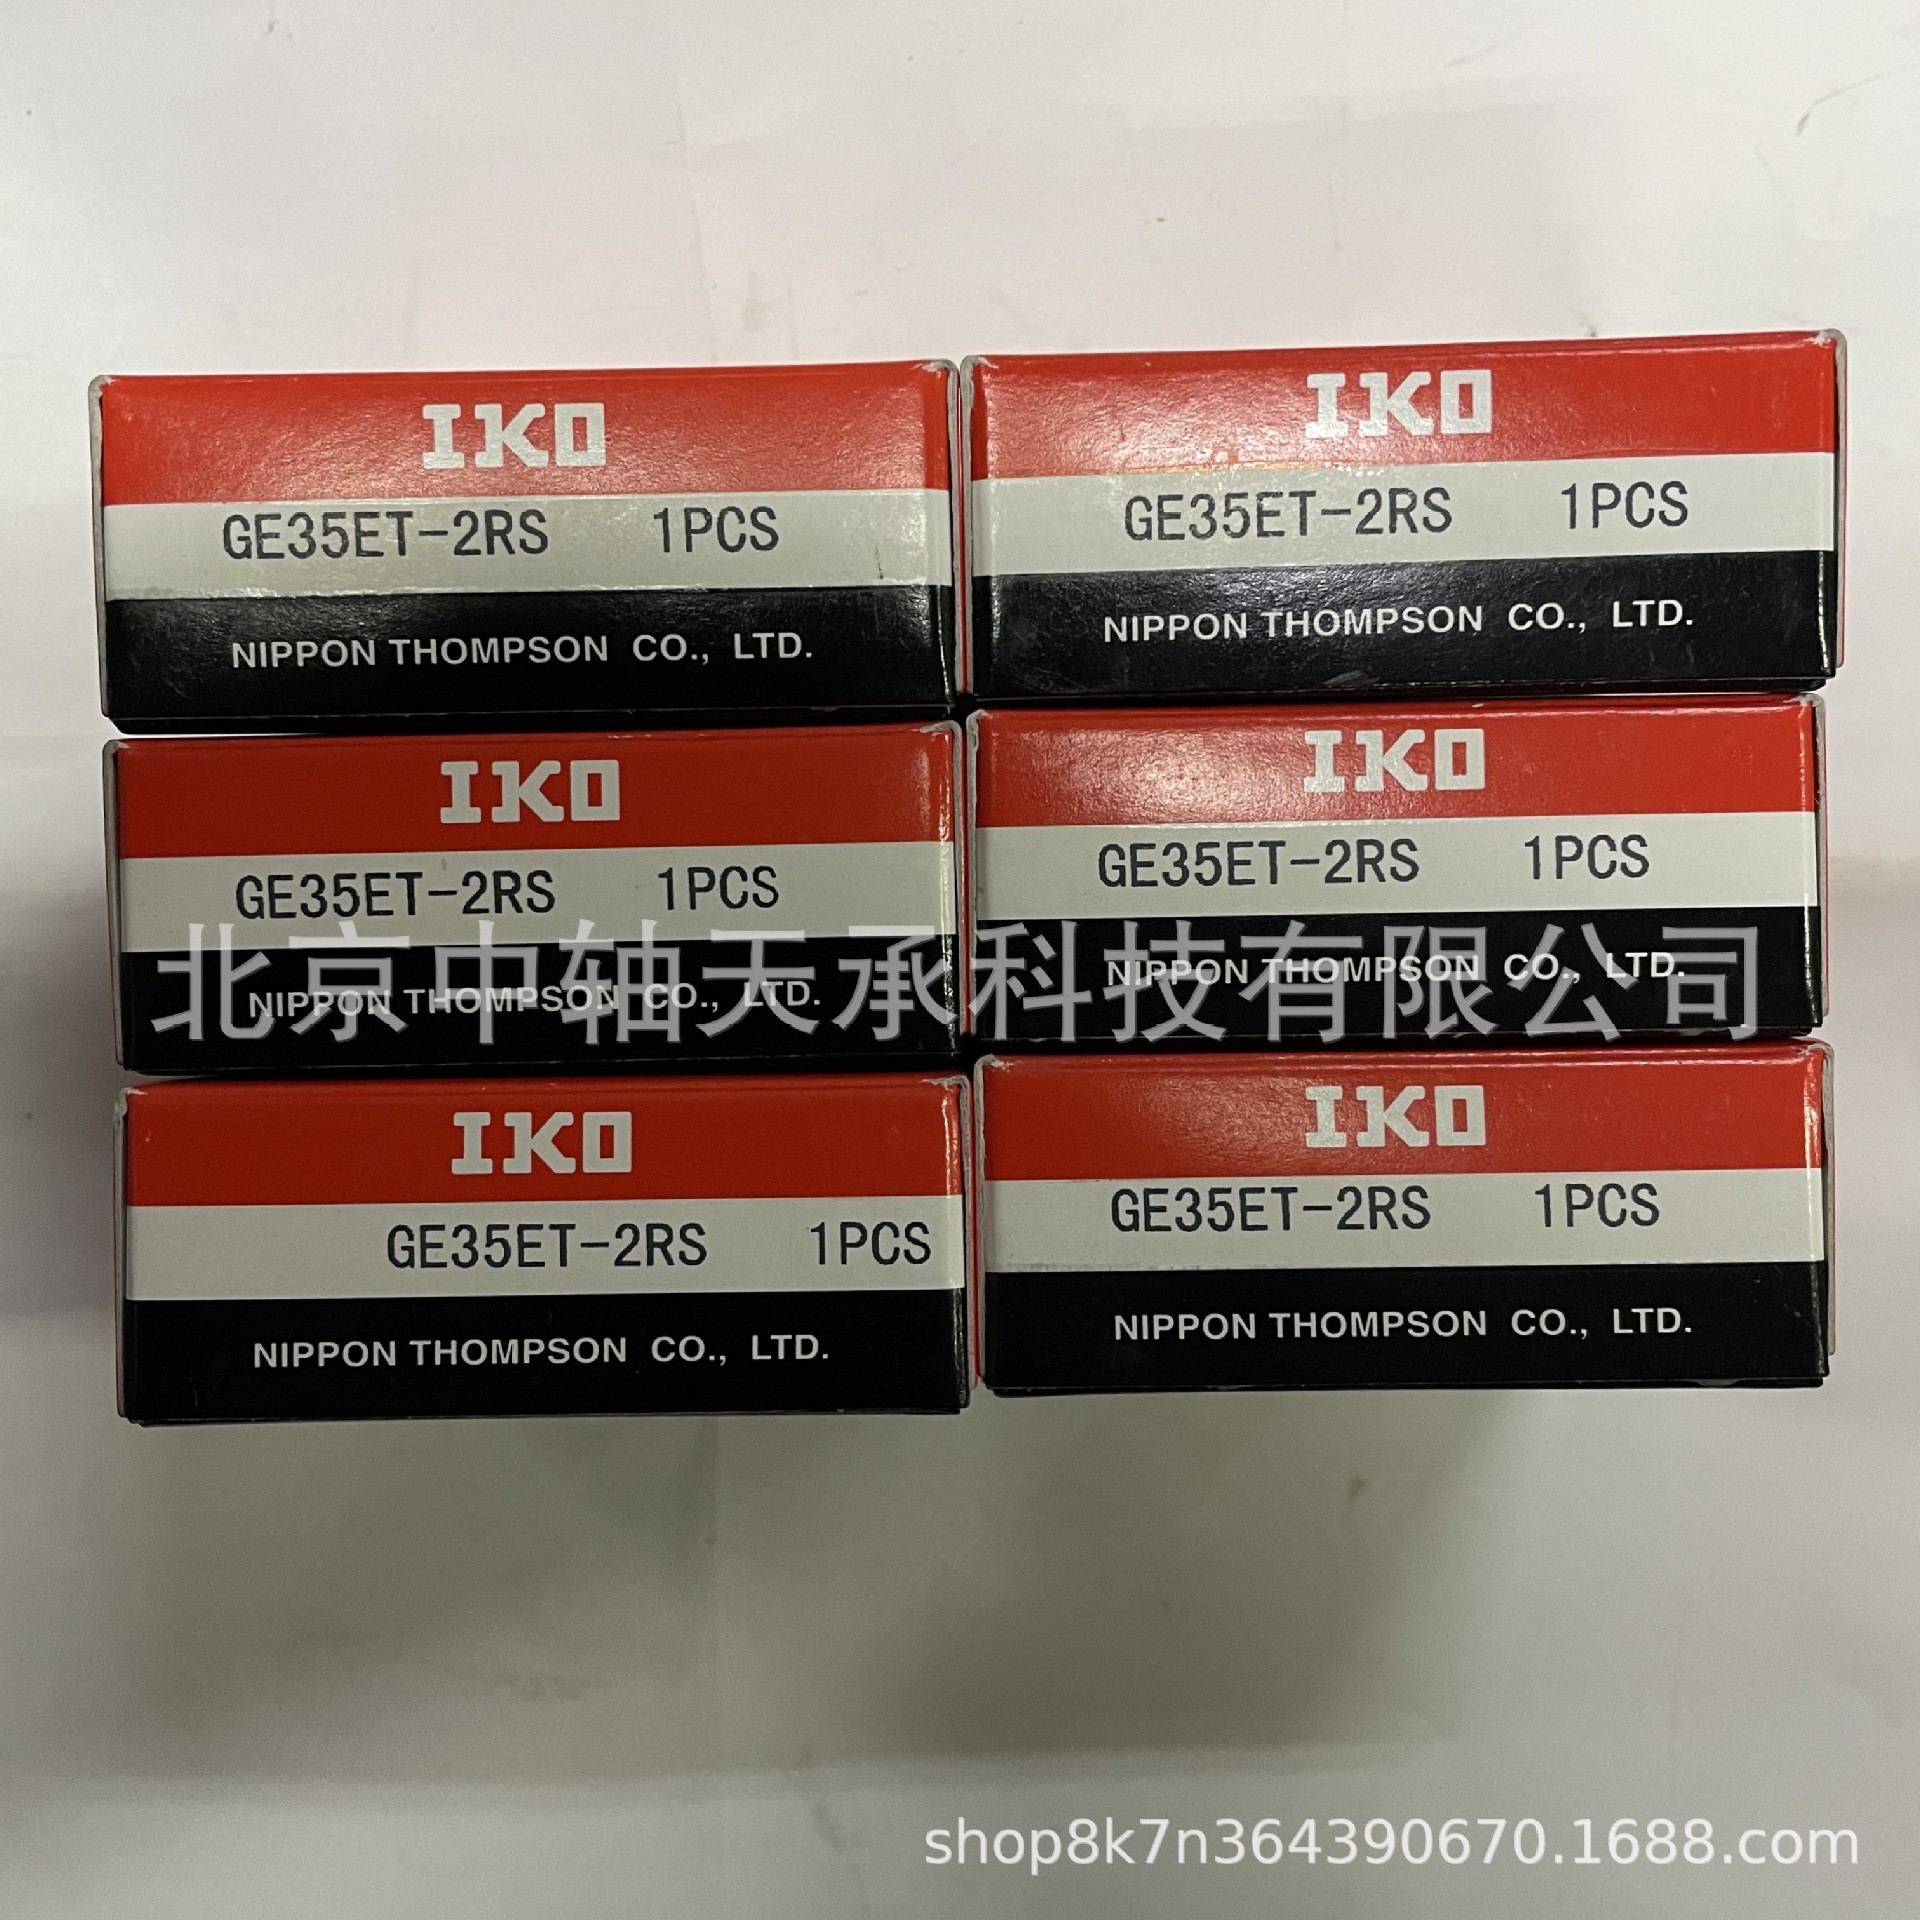 IKO
GE35ET-2RS 1PCS
NIPPON THOMPSON CO., LTD.
IKO
GE35ET-2RS 1PCS
NIPPON THOMPSON CO., LTD.
IKO
GE35ET-2RS 1PCS
NIPPON THOMPSON CO., LTD.
IKO
GE35ET-2RS 1PCS
NIPPON THOMPSON CO., LTD.
北京中轴天承科技有限公司
IKO
GE35ET-2RS 1PCS
NIPPON THOMPSON CO., LTD.
IKO
GE35ET-2RS 1PCS
NIPPON THOMPSON CO., LTD.
shop8k7n364390670.1688.com